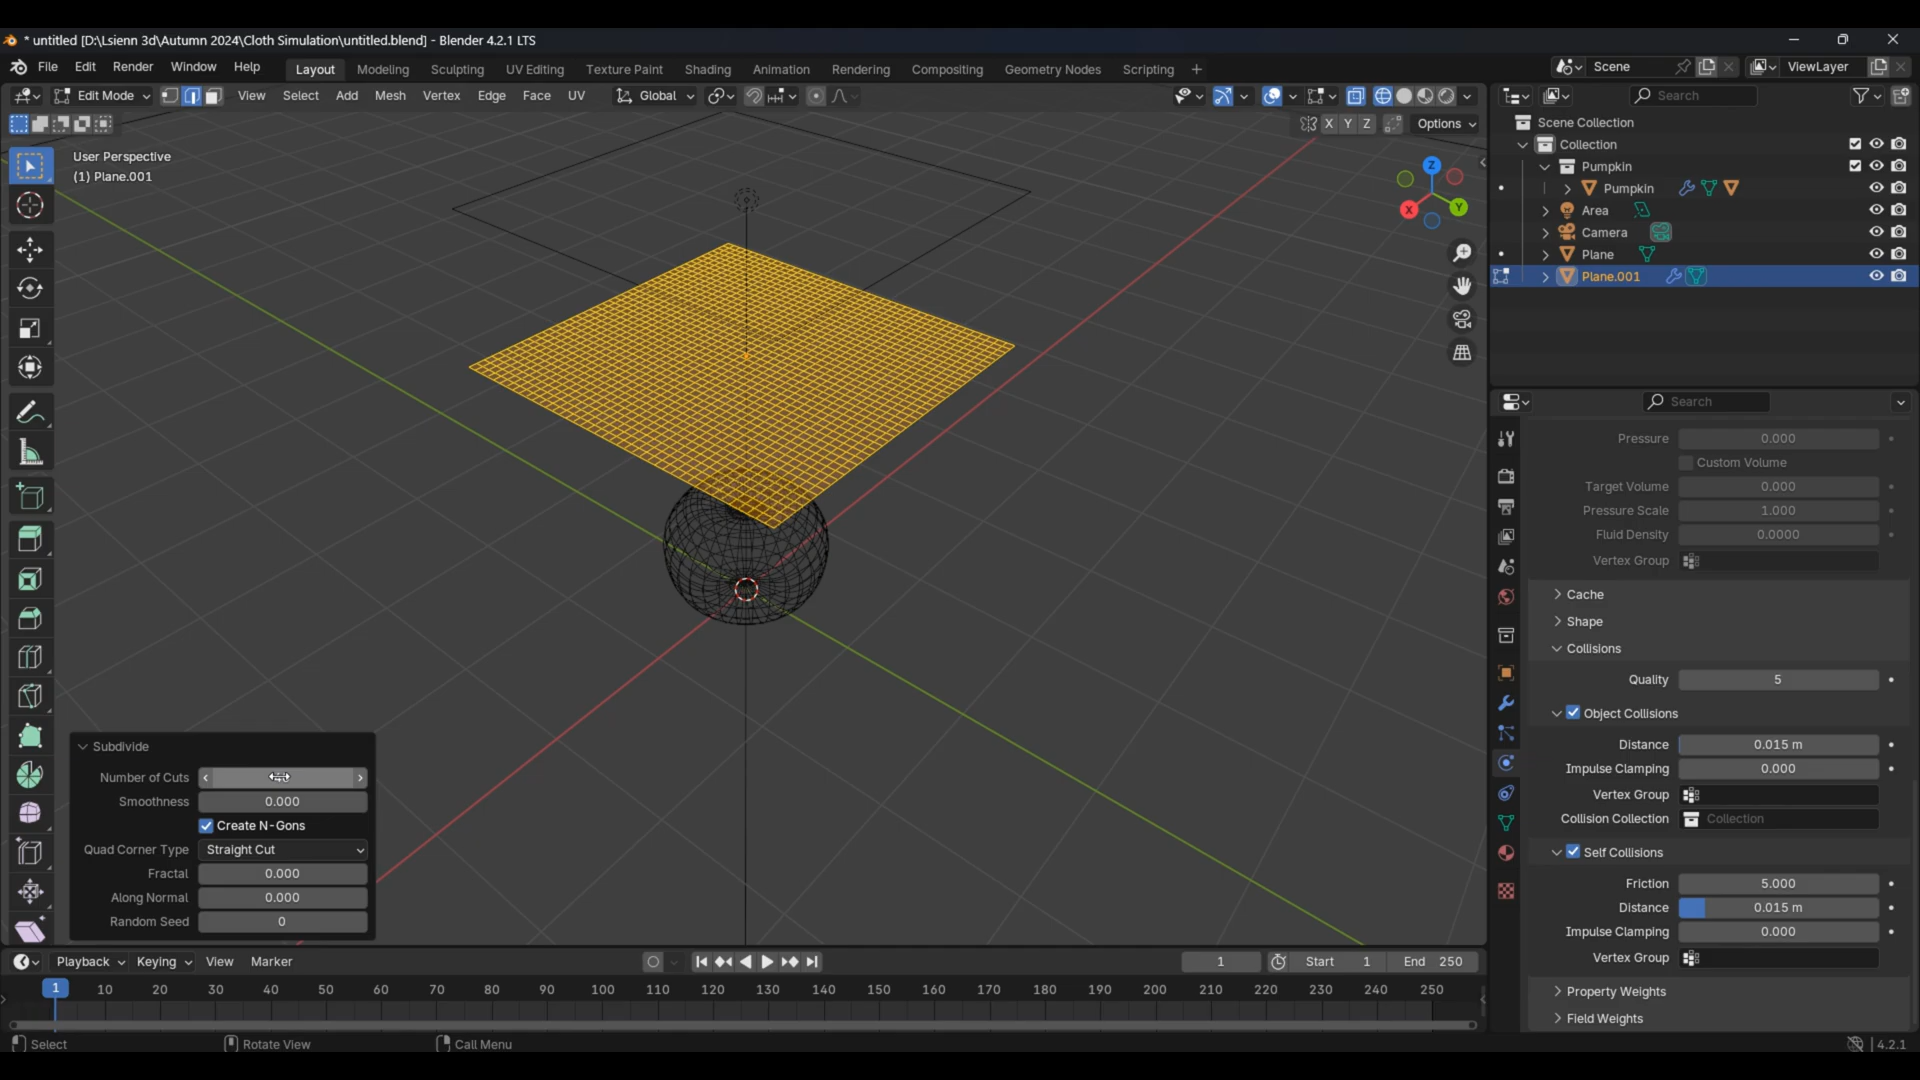 * untitled [D:\Lsienn 3d\Autumn 2024\Cloth Simulation\untitled.blend] - Blender 4.2.1 LTS
File Edit Render Window Help Layout Modeling Sculpting UV Editing Texture Paint Shading Animation Rendering Compositing Geometry Nodes Scripting + Scene ViewLayer
Edit Mode View Select Add Mesh Vertex Edge Face UV Global Search
X Y Z Options
User Perspective
(1) Plane.001
Z
Y
X
Scene Collection
Collection
Pumpkin
Pumpkin
Area
Camera
Plane
Plane.001
Search
Pressure 0.000
Custom Volume
Target Volume 0.000
Pressure Scale 1.000
Fluid Density 0.0000
Vertex Group
Cache
Shape
Collisions
Quality 5
Object Collisions
Distance 0.015 m
Impulse Clamping 0.000
Vertex Group
Collision Collection Collection
Self Collisions
Friction 5.000
Distance 0.015 m
Impulse Clamping 0.000
Vertex Group
Property Weights
Field Weights
Subdivide
Number of Cuts
Smoothness 0.000
Create N-Gons
Quad Corner Type Straight Cut
Fractal 0.000
Along Normal 0.000
Random Seed 0
Playback Keying View Marker 1 Start 1 End 250
1 10 20 30 40 50 60 70 80 90 100 110 120 130 140 150 160 170 180 190 200 210 220 230 240 250
Select Rotate View Call Menu 4.2.1